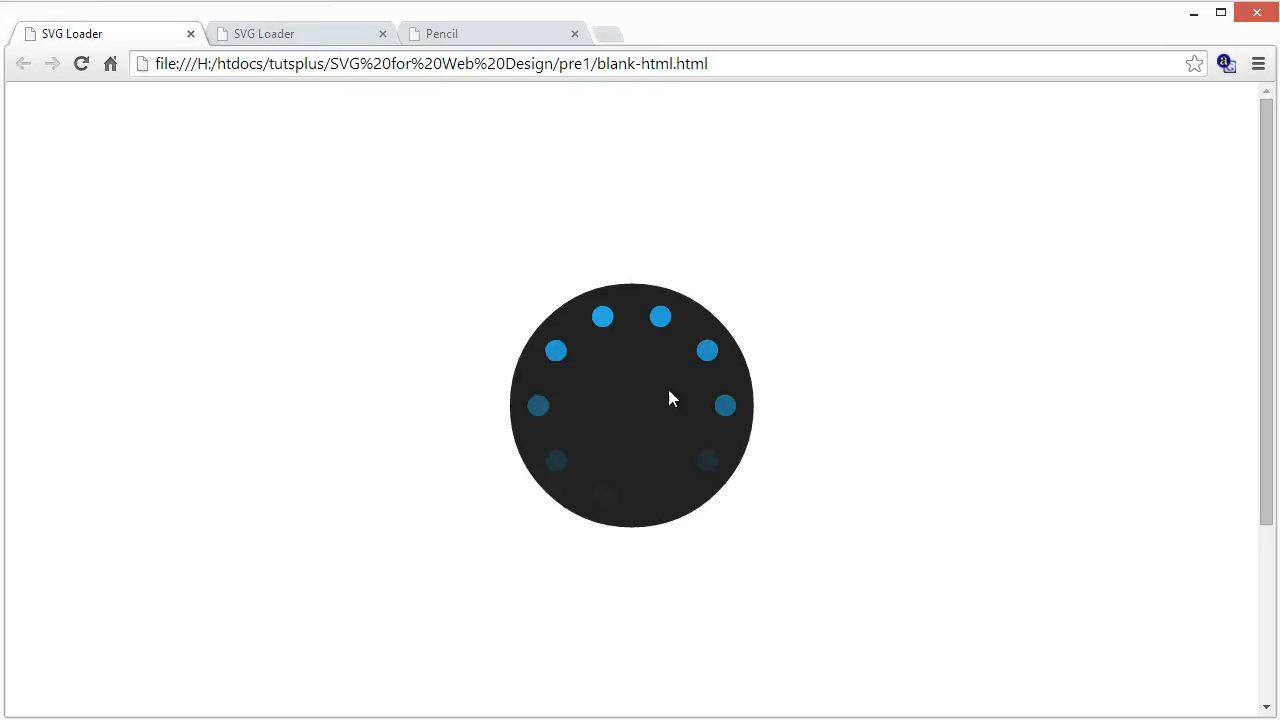 SVG Loader
SVG Loader
Pencil
file:///H:/htdocs/tutsplus/SVG%20for%20Web%20Design/pre1/blank-html.html